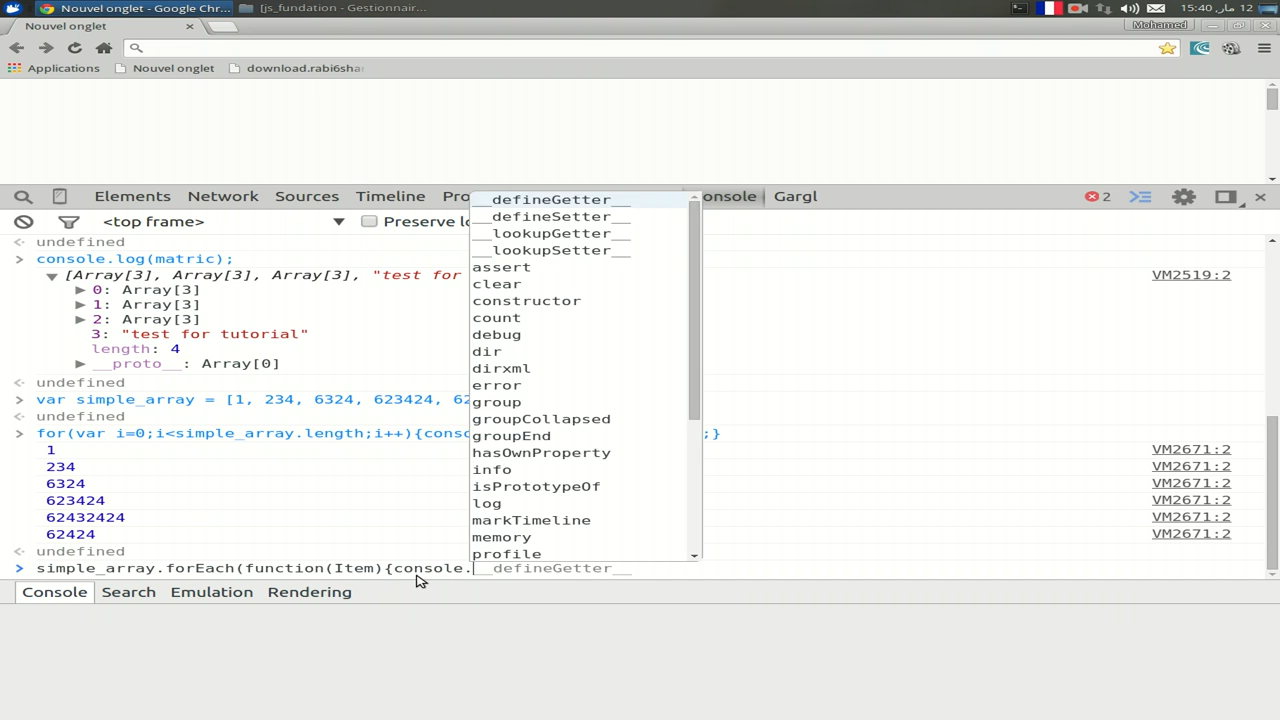 Nouvel onglet - Google Chr...
[js_fundation - Gestionnair...
12 مار, 15:40
Nouvel onglet
Mohamed
Applications
Nouvel onglet
download.rabi6sha
Elements
Network
Sources
Timeline
Pro
onsole
Gargl
2
<top frame>
Preserve lo
undefined
console.log(matric);
[Array[3], Array[3], Array[3], "test for
VM2519:2
0: Array[3]
1: Array[3]
2: Array[3]
3: "test for tutorial"
length: 4
__proto__: Array[0]
undefined
var simple_array = [1, 234, 6324, 623424, 62
undefined
for(var i=0;i<simple_array.length;i++){conso
;}
1
VM2671:2
234
VM2671:2
6324
VM2671:2
623424
VM2671:2
62432424
VM2671:2
62424
VM2671:2
undefined
simple_array.forEach(function(Item){console.__defineGetter__
__defineGetter__
__defineSetter__
__lookupGetter__
__lookupSetter__
assert
clear
constructor
count
debug
dir
dirxml
error
group
groupCollapsed
groupEnd
hasOwnProperty
info
isPrototypeOf
log
markTimeline
memory
profile
Console
Search
Emulation
Rendering